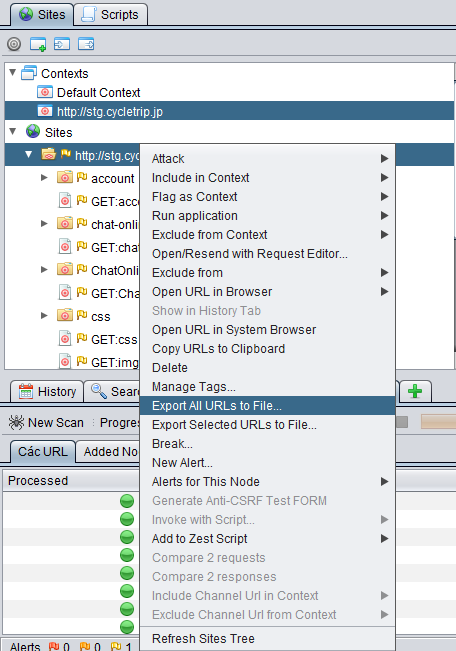 Sites
Scripts
Contexts
Default Context
http://stg.cycletrip.jp
Sites
http://stg.cyc
account
GET:acc
chat-onli
GET:chat
ChatOnli
GET:Cha
css
GET:css
GET:img
Attack
Include in Context
Flag as Context
Run application
Exclude from Context
Open/Resend with Request Editor...
Exclude from
Open URL in Browser
Show in History Tab
Open URL in System Browser
Copy URLs to Clipboard
Delete
Manage Tags...
Export All URLs to File...
Export Selected URLs to File...
Break...
New Alert...
Alerts for This Node
Generate Anti-CSRF Test FORM
Invoke with Script...
Add to Zest Script
Compare 2 requests
Compare 2 responses
Include Channel Url in Context
Exclude Channel Url from Context
Refresh Sites Tree
History
Sear
New Scan
Progre
Các URL
Added No
Processed
Alerts 0 0 1